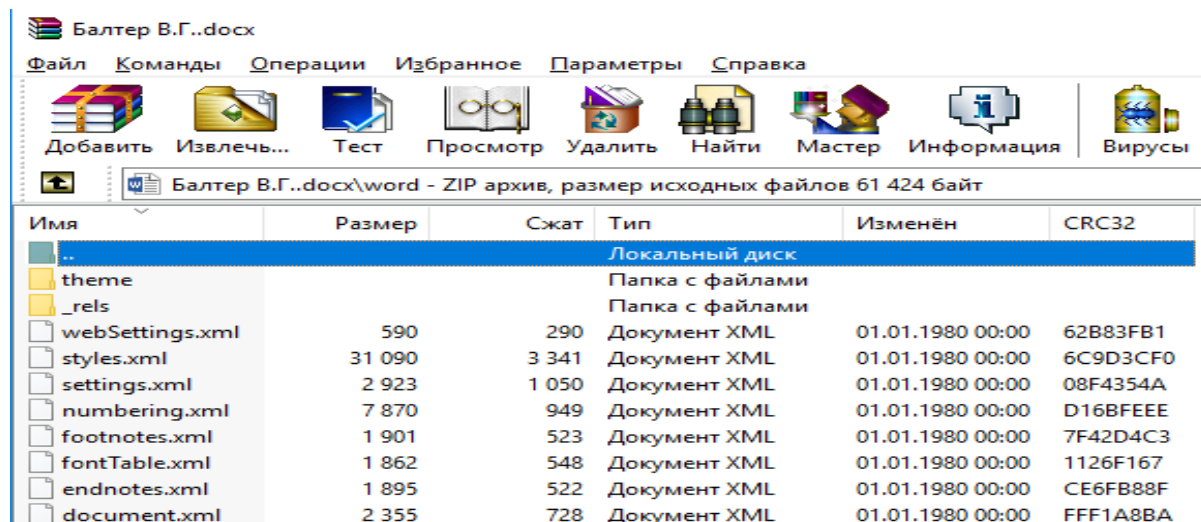 Балтер В.Г..docx
Файл Команды Операции Избранное Параметры Справка
Добавить Извлечь... Тест Просмотр Удалить Найти Мастер Информация Вирусы
Балтер В.Г..docx\word - ZIP архив, размер исходных файлов 61 424 байт
Имя Размер Сжат Тип Изменён CRC32
.. Локальный диск
theme Папка с файлами
_rels Папка с файлами
webSettings.xml 590 290 Документ XML 01.01.1980 00:00 62B83FB1
styles.xml 31 090 3 341 Документ XML 01.01.1980 00:00 6C9D3CF0
settings.xml 2 923 1 050 Документ XML 01.01.1980 00:00 08F4354A
numbering.xml 7 870 949 Документ XML 01.01.1980 00:00 D16BFEEE
footnotes.xml 1 901 523 Документ XML 01.01.1980 00:00 7F42D4C3
fontTable.xml 1 862 548 Документ XML 01.01.1980 00:00 1126F167
endnotes.xml 1 895 522 Документ XML 01.01.1980 00:00 CE6FB88F
document.xml 2 355 728 Документ XML 01.01.1980 00:00 FFF1A8BA